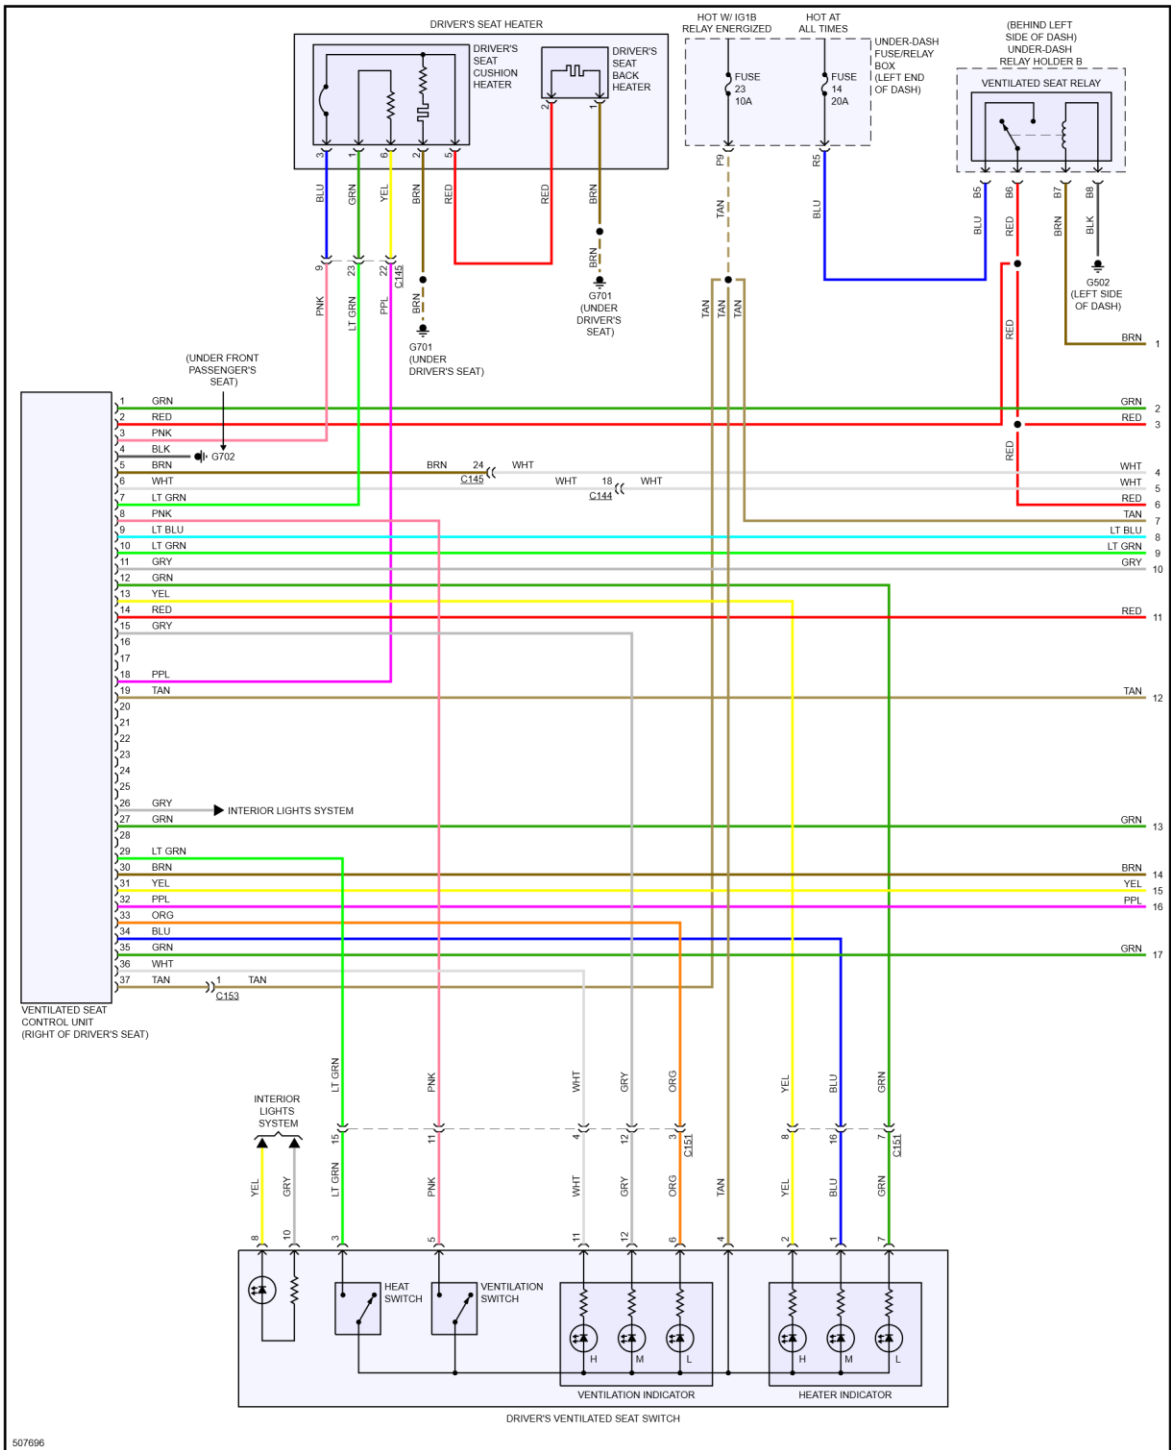 DRIVER'S SEAT HEATER
DRIVER'S
SEAT
CUSHION
HEATER
DRIVER'S
SEAT
BACK
HEATER
3
1
6
2
5
2
1
BLU
GRN
YEL
BRN
RED
RED
BRN
9
23
22
C145
PNK
LT GRN
PPL
BRN
BRN
G701
(UNDER
DRIVER'S SEAT)
G701
(UNDER
DRIVER'S
SEAT)
HOT W/ IG1B
RELAY ENERGIZED
HOT AT
ALL TIMES
FUSE
23
10A
FUSE
14
20A
UNDER-DASH
FUSE/RELAY
BOX
(LEFT END
OF DASH)
P9
R5
TAN
BLU
TAN
TAN
TAN
(BEHIND LEFT
SIDE OF DASH)
UNDER-DASH
RELAY HOLDER B
VENTILATED SEAT RELAY
B5
B6
B7
B8
BLU
RED
BRN
BLK
G502
(LEFT SIDE
OF DASH)
RED
RED
BRN 1
(UNDER FRONT
PASSENGER'S
SEAT)
1 GRN GRN 2
2 RED RED 3
3 PNK
4 BLK G702
5 BRN BRN 24 WHT WHT 4
C145
6 WHT WHT 18 WHT WHT 5
C144
7 LT GRN RED 6
8 PNK TAN 7
9 LT BLU LT BLU 8
10 LT GRN LT GRN 9
11 GRY GRY 10
12 GRN
13 YEL
14 RED RED 11
15 GRY
16
17
18 PPL
19 TAN TAN 12
20
21
22
23
24
25
26 GRY INTERIOR LIGHTS SYSTEM
27 GRN GRN 13
28
29 LT GRN
30 BRN BRN 14
31 YEL YEL 15
32 PPL PPL 16
33 ORG
34 BLU
35 GRN GRN 17
36 WHT
37 TAN 1 TAN
C153
VENTILATED SEAT
CONTROL UNIT
(RIGHT OF DRIVER'S SEAT)
LT GRN
PNK
WHT
GRY
ORG
YEL
BLU
GRN
INTERIOR
LIGHTS
SYSTEM
15
11
4
12
3
C151
8
16
7
C151
YEL
GRY
LT GRN
PNK
WHT
GRY
ORG
TAN
YEL
BLU
GRN
8
10
3
5
11
12
6
4
2
1
7
HEAT
SWITCH
VENTILATION
SWITCH
H
M
L
H
M
L
VENTILATION INDICATOR
HEATER INDICATOR
DRIVER'S VENTILATED SEAT SWITCH
507696